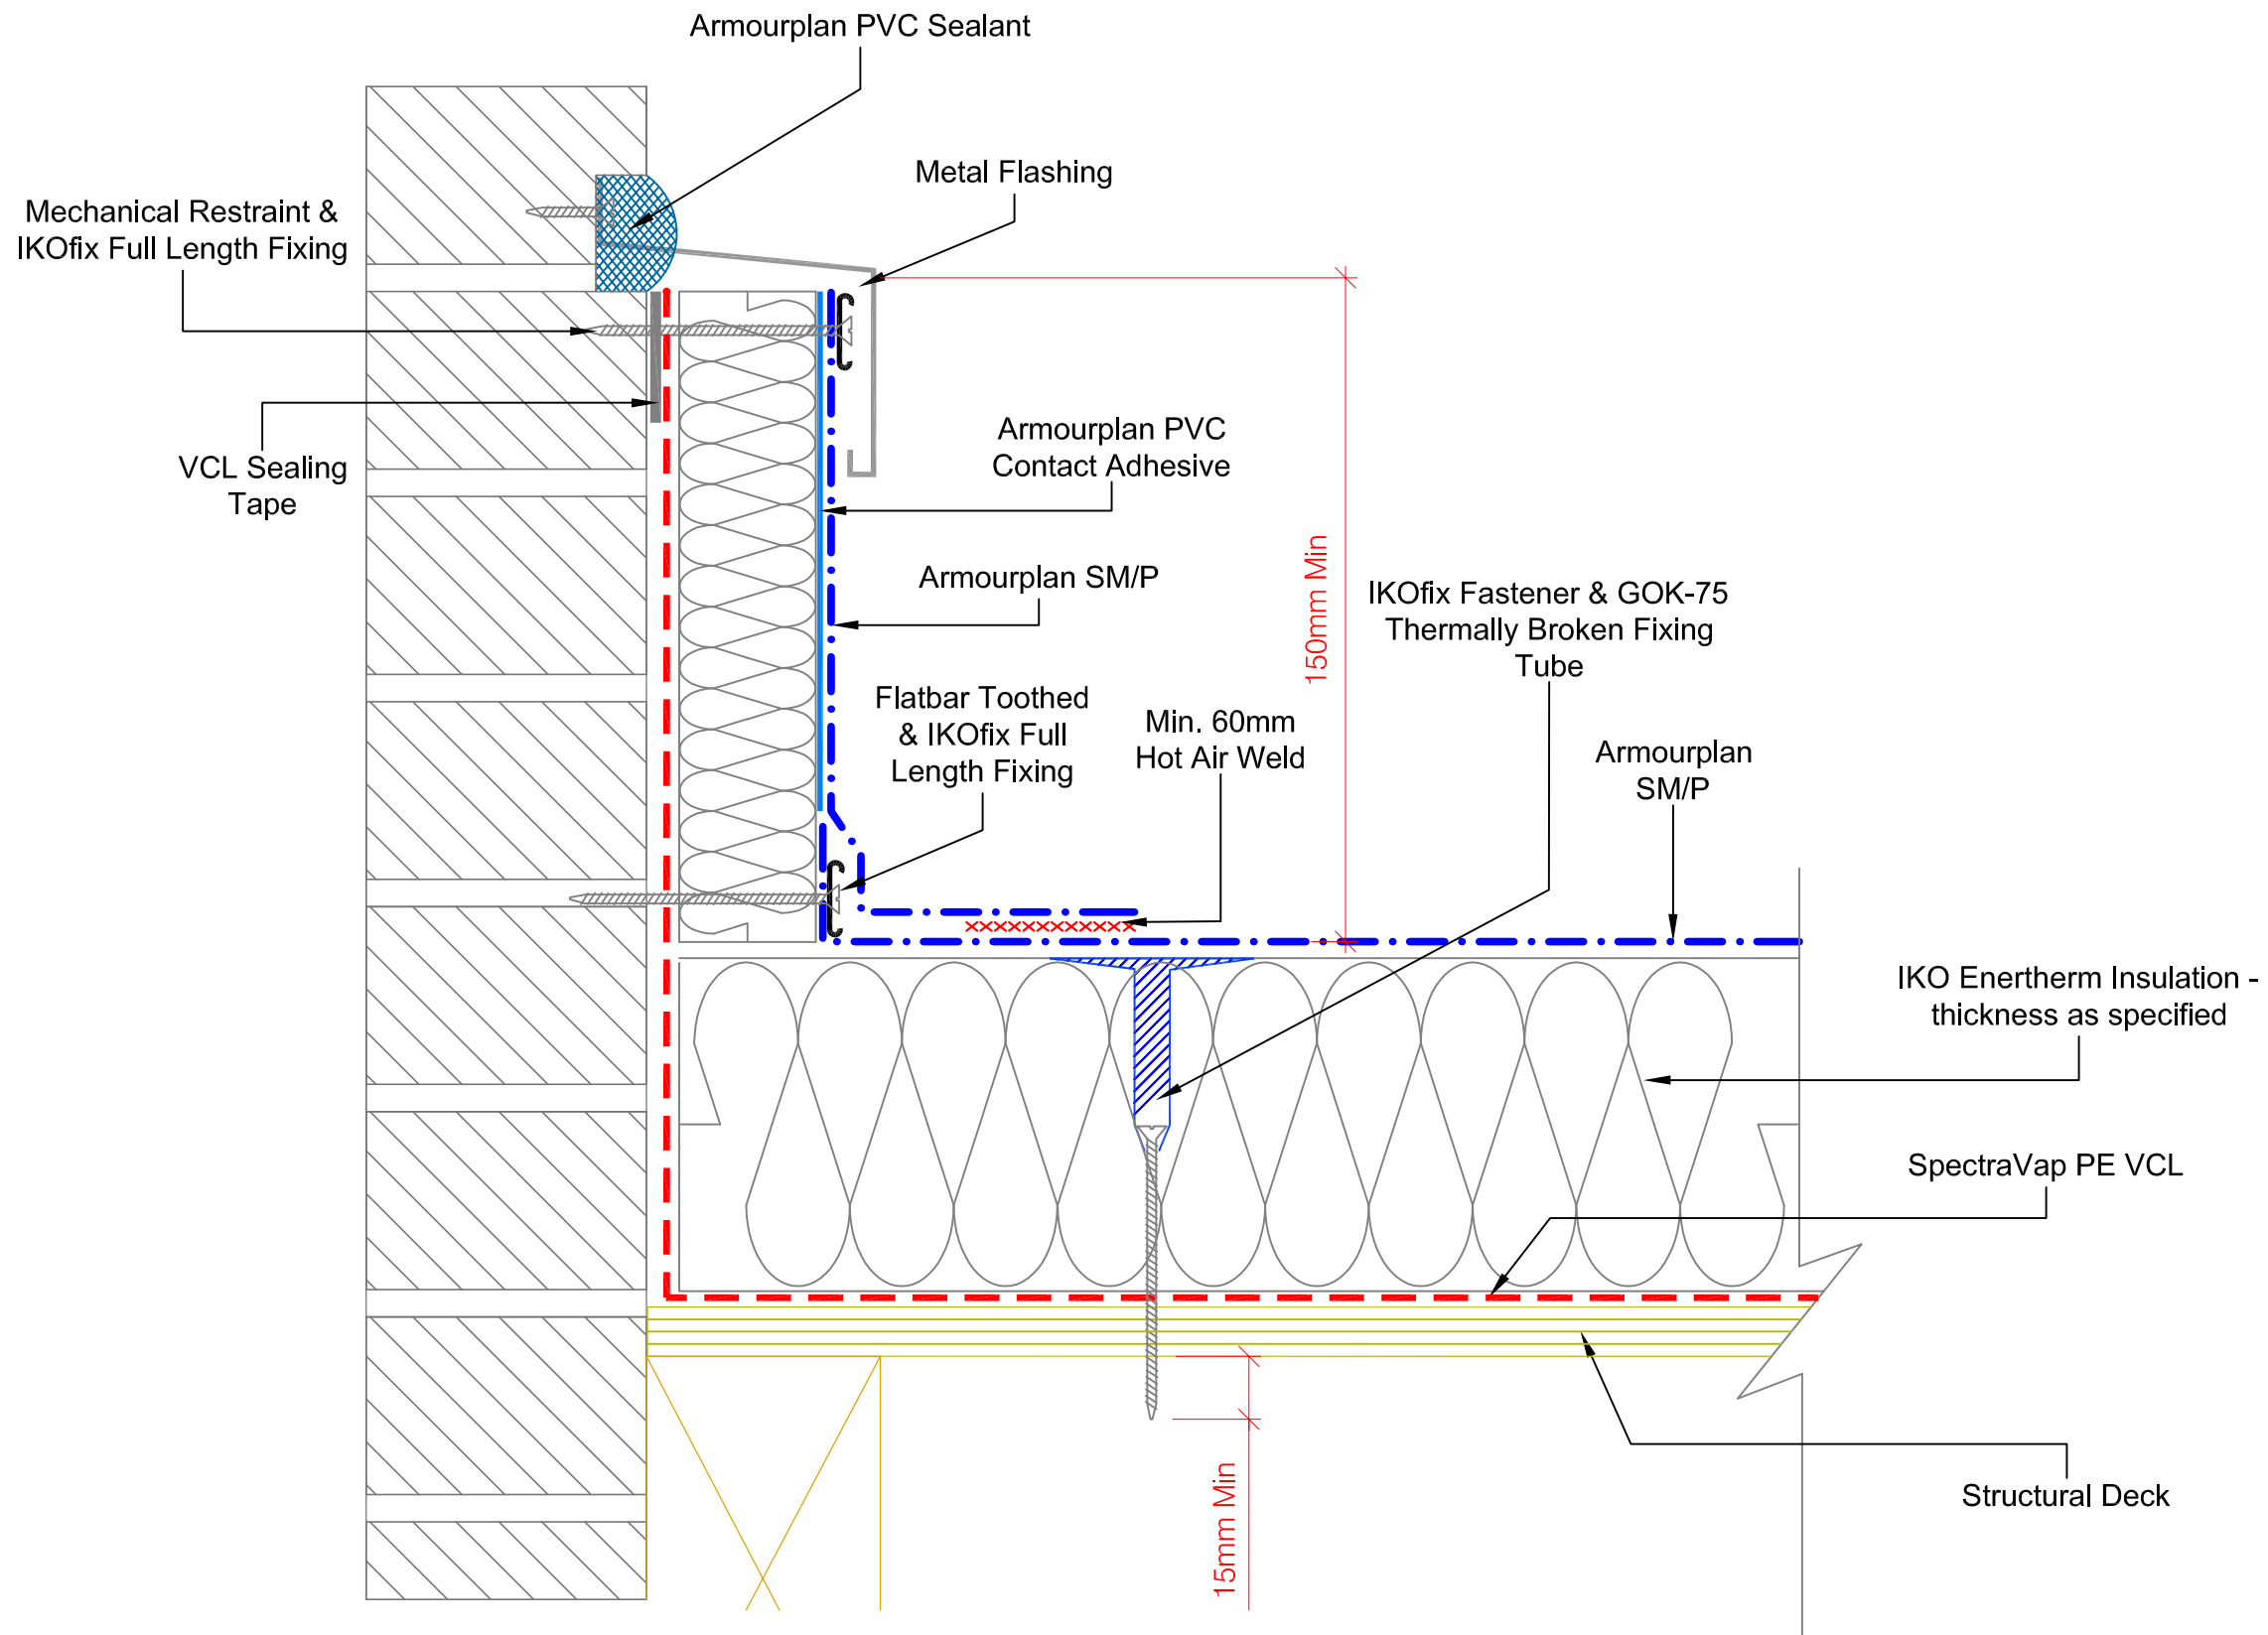 Armourplan PVC Sealant
Metal Flashing
Mechanical Restraint &
IKOfix Full Length Fixing
VCL Sealing
Tape
Armourplan PVC
Contact Adhesive
Armourplan SM/P
150mm Min
IKOfix Fastener & GOK-75
Thermally Broken Fixing
Tube
Flatbar Toothed
& IKOfix Full
Length Fixing
Min. 60mm
Hot Air Weld
Armourplan
SM/P
IKO Enertherm Insulation -
thickness as specified
SpectraVap PE VCL
Structural Deck
15mm Min